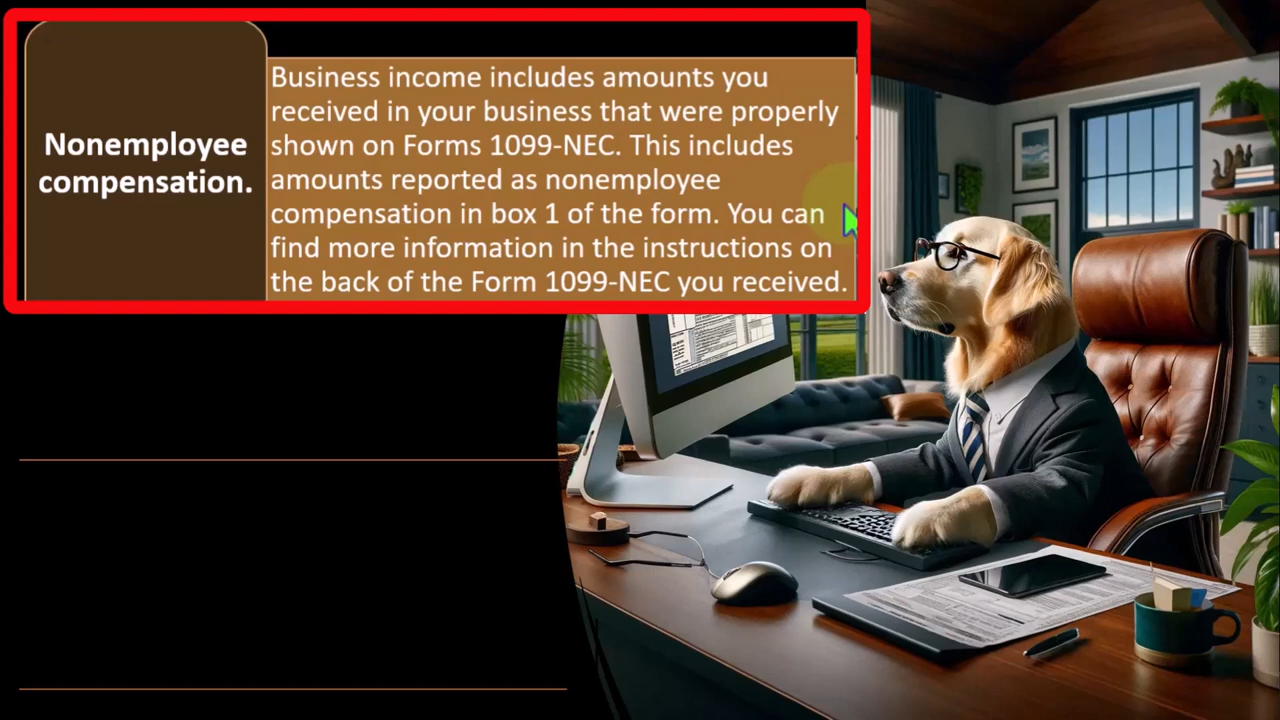 Nonemployee
compensation.
Business income includes amounts you
received in your business that were properly
shown on Forms 1099-NEC. This includes
amounts reported as nonemployee
compensation in box 1 of the form. You can
find more information in the instructions on
the back of the Form 1099-NEC you received.